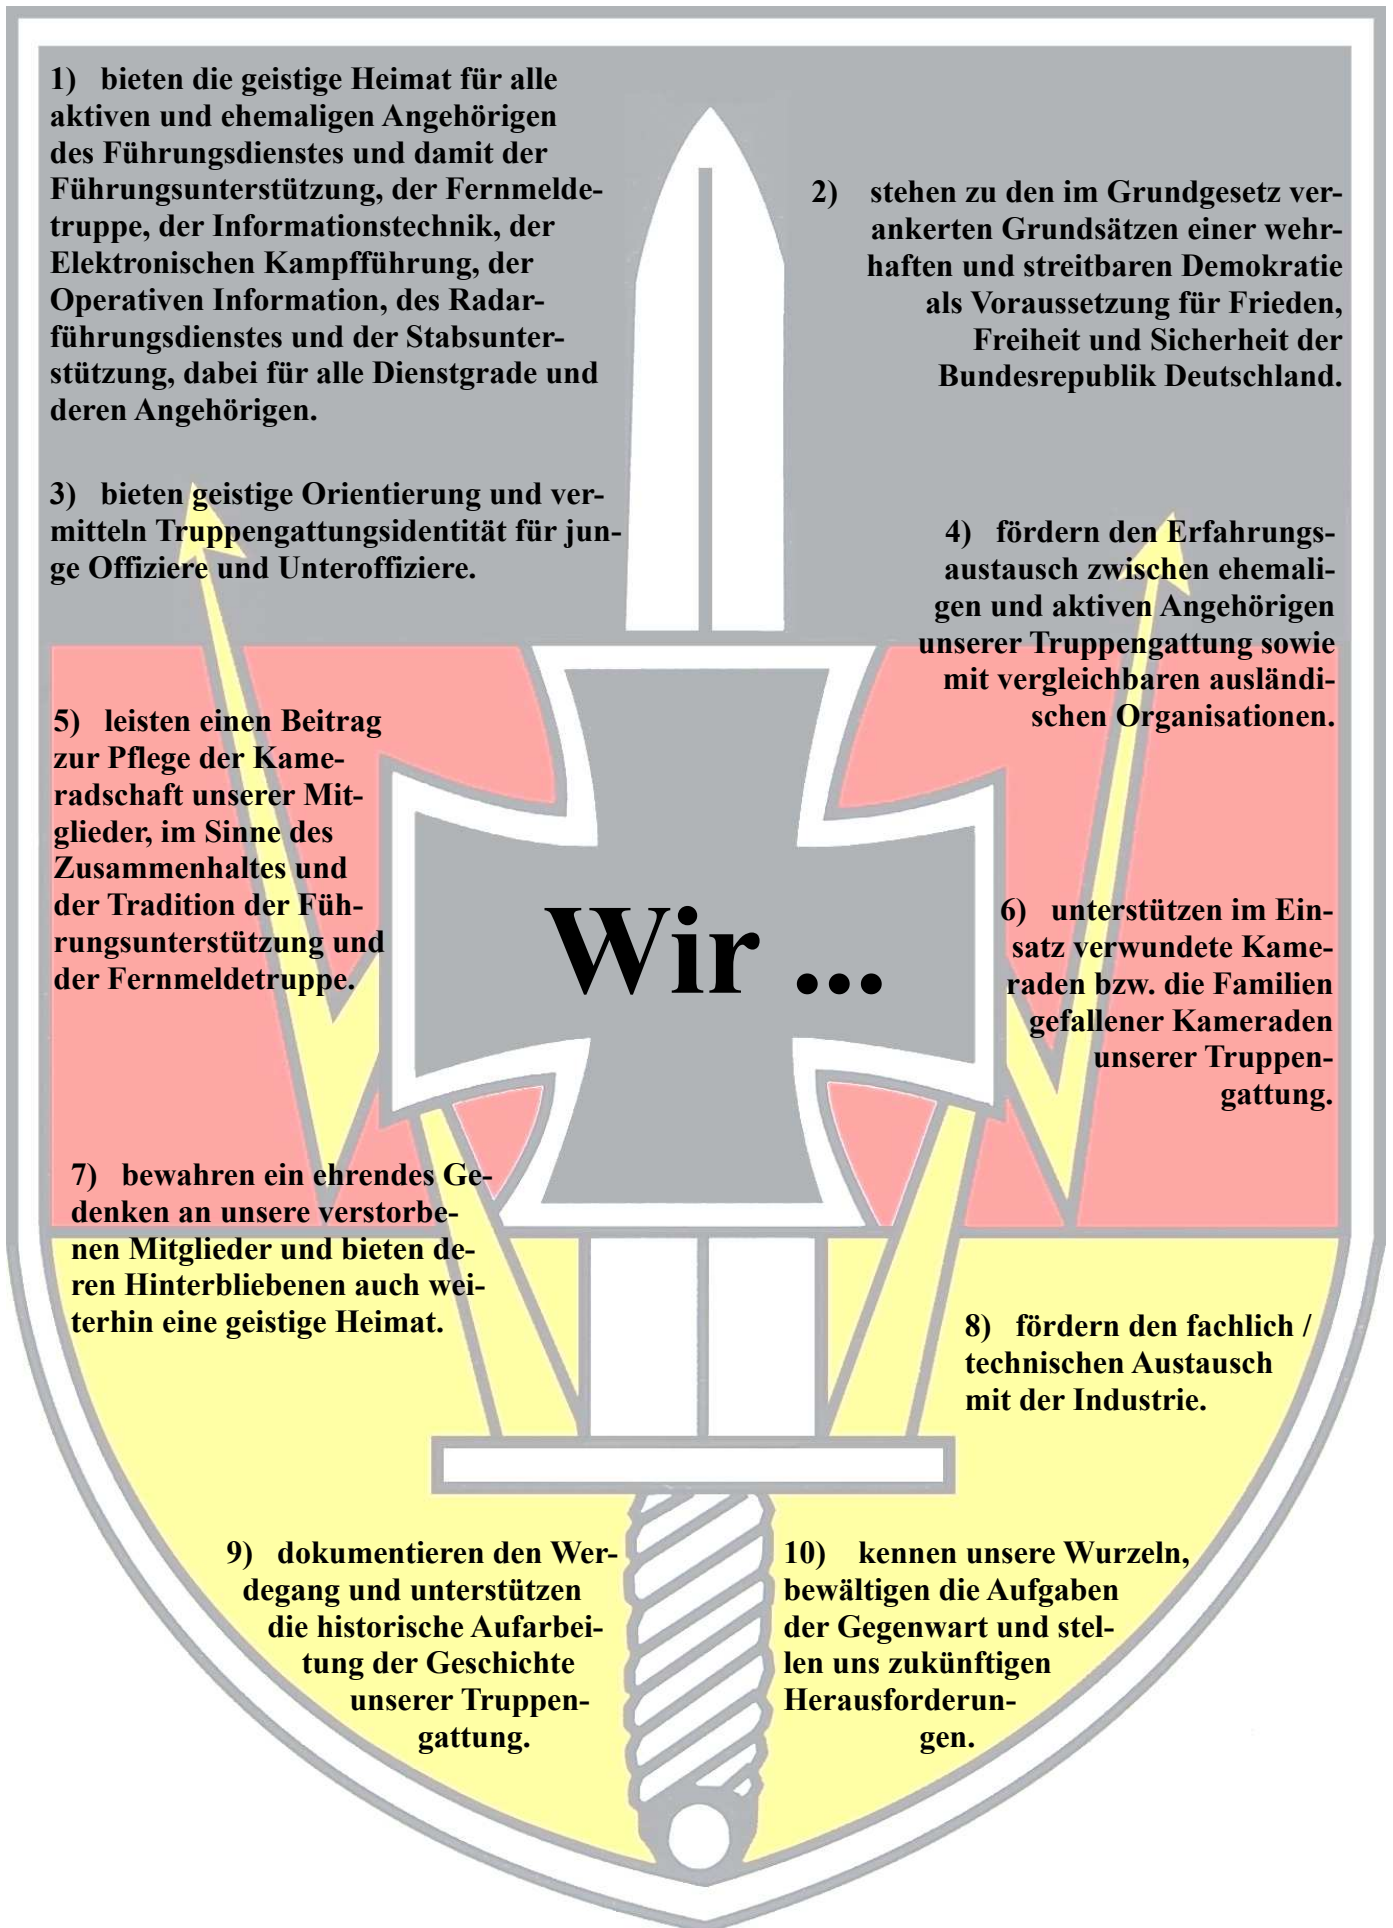 1) bieten die geistige Heimat für alle
aktiven und ehemaligen Angehörigen
des Führungsdienstes und damit der
Führungsunterstützung, der Fernmelde-
truppe, der Informationstechnik, der
Elektronischen Kampfführung, der
Operativen Information, des Radar-
führungsdienstes und der Stabsunter-
stützung, dabei für alle Dienstgrade und
deren Angehörigen.
2) stehen zu den im Grundgesetz ver-
ankerten Grundsätzen einer wehr-
haften und streitbaren Demokratie
als Voraussetzung für Frieden,
Freiheit und Sicherheit der
Bundesrepublik Deutschland.
3) bieten geistige Orientierung und ver-
mitteln Truppengattungsidentität für jun-
ge Offiziere und Unteroffiziere.
4) fördern den Erfahrungs-
austausch zwischen ehemali-
gen und aktiven Angehörigen
unserer Truppengattung sowie
mit vergleichbaren ausländi-
schen Organisationen.
5) leisten einen Beitrag
zur Pflege der Kame-
radschaft unserer Mit-
glieder, im Sinne des
Zusammenhaltes und
der Tradition der Füh-
rungsunterstützung und
der Fernmeldetruppe.
Wir ...
6) unterstützen im Ein-
satz verwundete Kame-
raden bzw. die Familien
gefallener Kameraden
unserer Truppen-
gattung.
7) bewahren ein ehrendes Ge-
denken an unsere verstorbe-
nen Mitglieder und bieten de-
ren Hinterbliebenen auch wei-
terhin eine geistige Heimat.
8) fördern den fachlich /
technischen Austausch
mit der Industrie.
9) dokumentieren den Wer-
degang und unterstützen
die historische Aufarbei-
tung der Geschichte
unserer Truppen-
gattung.
10) kennen unsere Wurzeln,
bewältigen die Aufgaben
der Gegenwart und stel-
len uns zukünftigen
Herausforderun-
gen.